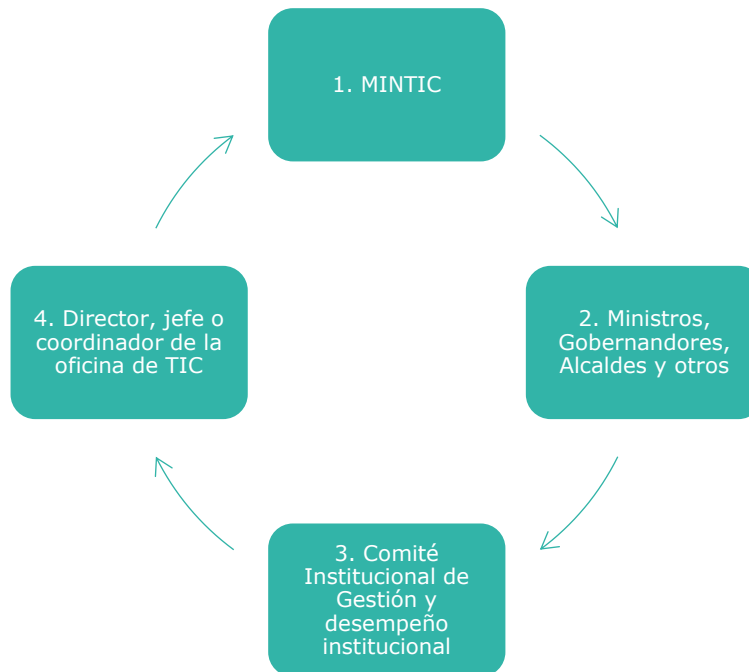 1. MINTIC
2. Ministros,
Gobernandores,
Alcaldes y otros
3. Comité
Institucional de
Gestión y
desempeño
institucional
4. Director, jefe o
coordinador de la
oficina de TIC